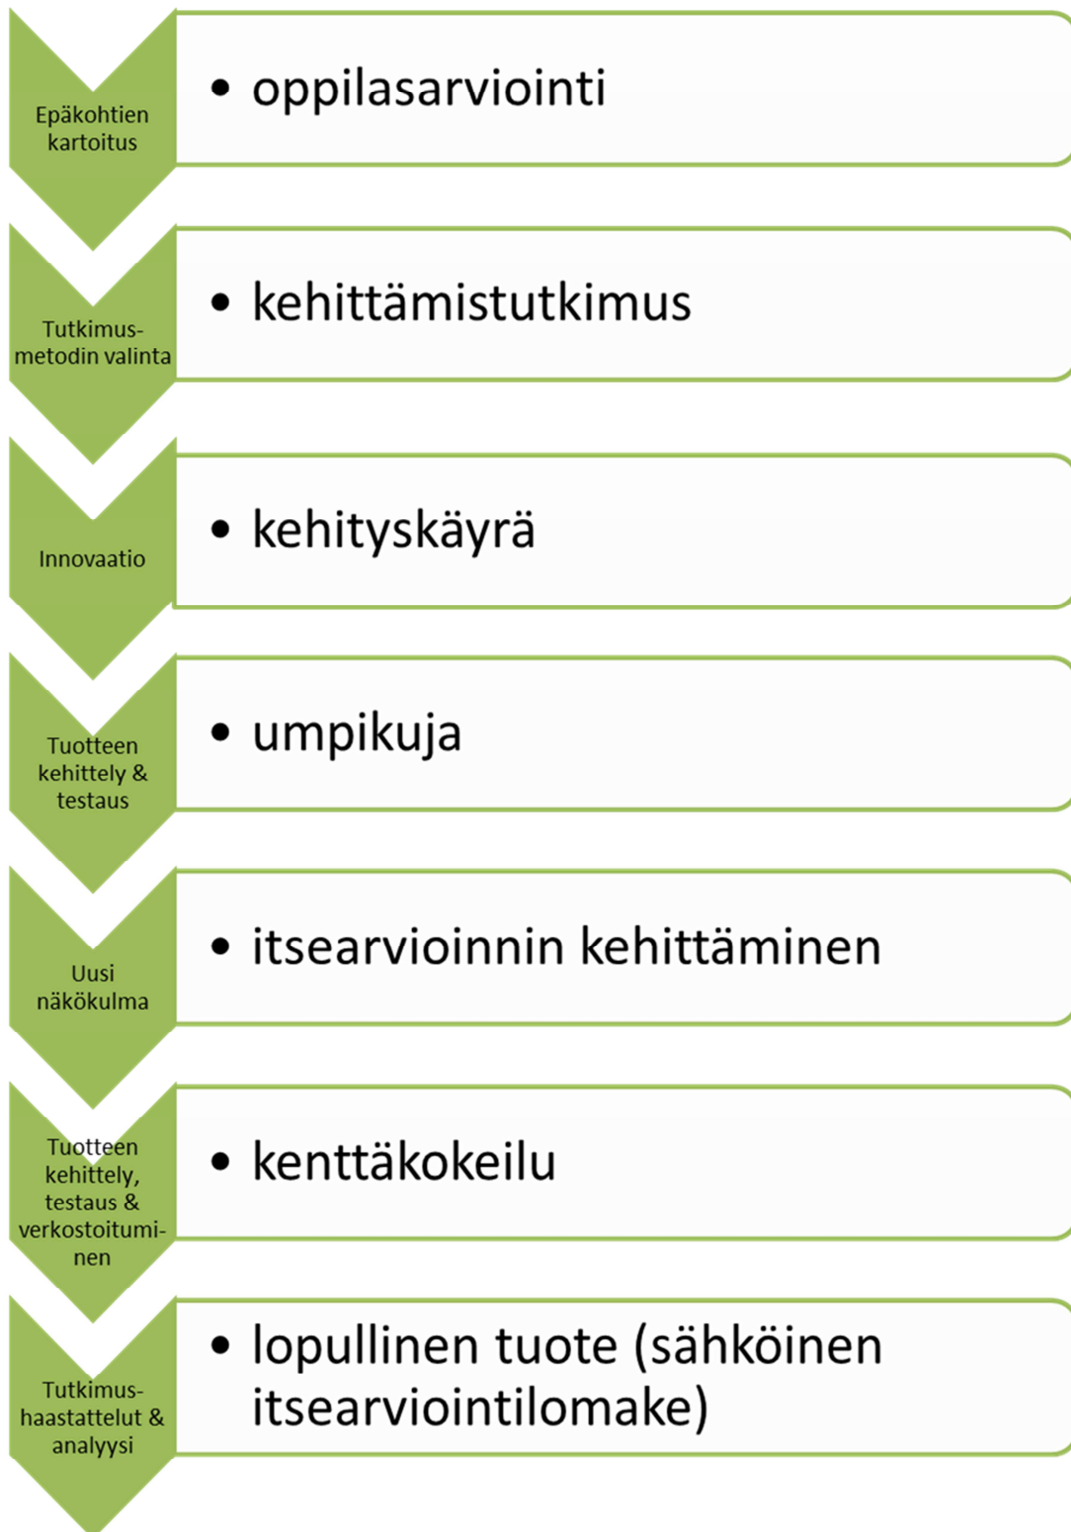 Epäkohtien
kartoitus
• oppilasarviointi
Tutkimus-
metodin valinta
• kehittämistutkimus
Innovaatio
• kehityskäyrä
Tuotteen
kehittely &
testaus
• umpikuja
Uusi
näkökulma
• itsearvioinnin kehittäminen
Tuotteen
kehittely,
testaus &
verkostoitumi-
nen
• kenttäkokeilu
Tutkimus-
haastattelut &
analyysi
• lopullinen tuote (sähköinen
itsearviointilomake)